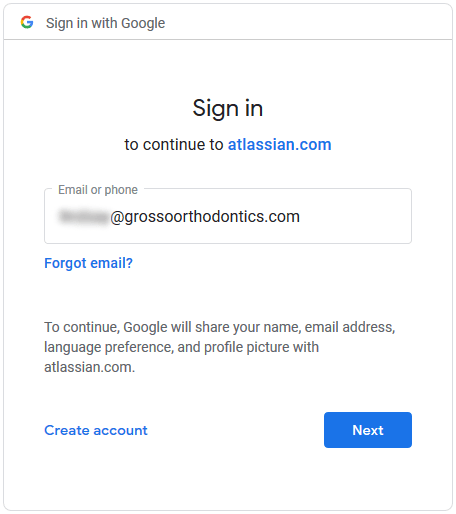 Sign in with Google
Sign in
to continue to atlassian.com
Email or phone
@grossoorthodontics.com
Forgot email?
To continue, Google will share your name, email address,
language preference, and profile picture with
atlassian.com.
Create account
Next